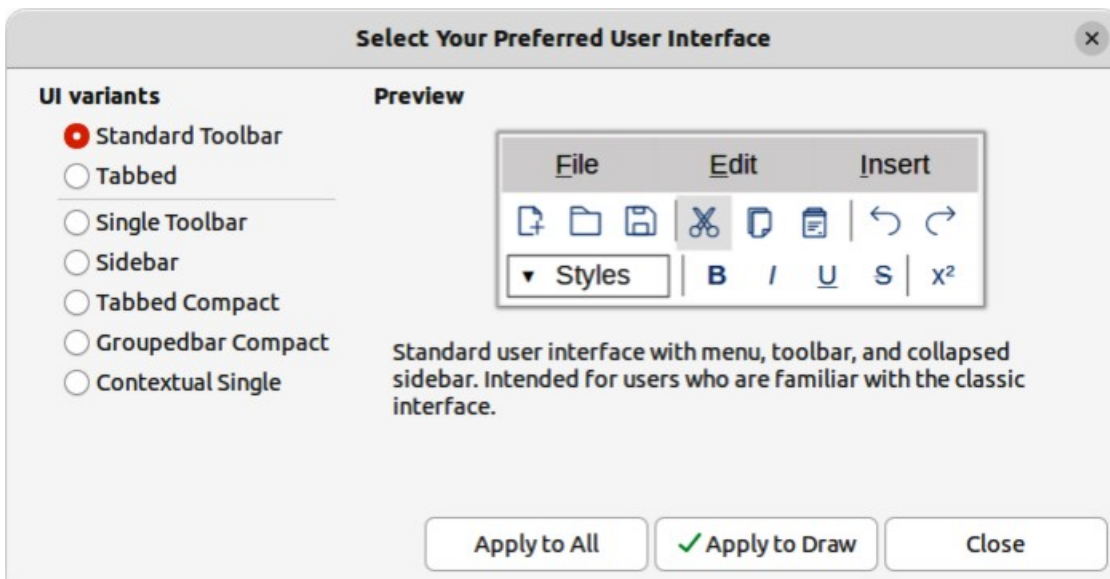 Select Your Preferred User Interface
UI variants
Standard Toolbar
Tabbed
Single Toolbar
Sidebar
Tabbed Compact
Groupedbar Compact
Contextual Single
Preview
File Edit Insert
Styles B I U S x²
Standard user interface with menu, toolbar, and collapsed
sidebar. Intended for users who are familiar with the classic
interface.
Apply to All Apply to Draw Close